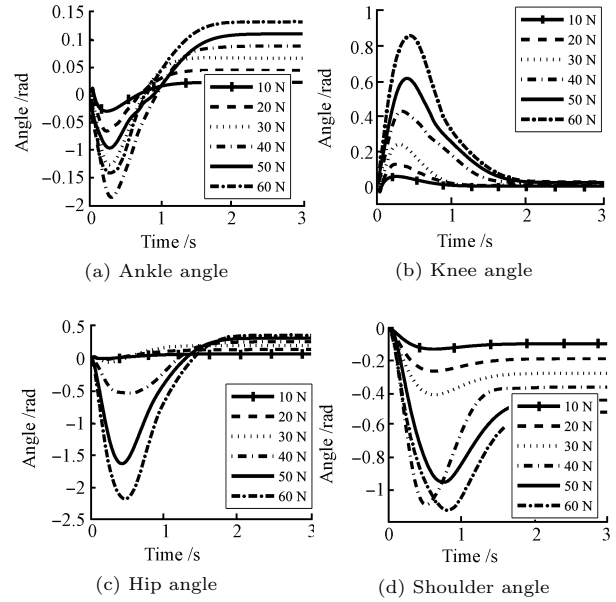 0.15
0.1
0.05
0
−0.05
−0.1
−0.15
−2
Angle /rad
10 N
20 N
30 N
40 N
50 N
60 N
0 1 2 3
Time /s
(a) Ankle angle
1
0.8
0.6
0.4
0.2
0
Angle /rad
10 N
20 N
30 N
40 N
50 N
60 N
0 1 2 3
Time /s
(b) Knee angle
0.5
0
−0.5
−1
−1.5
−2
−2.5
Angle /rad
10 N
20 N
30 N
40 N
50 N
60 N
0 1 2 3
Time /s
(c) Hip angle
0
−0.2
−0.4
−0.6
−0.8
−1
Angle /rad
10 N
20 N
30 N
40 N
50 N
60 N
0 1 2 3
Time /s
(d) Shoulder angle